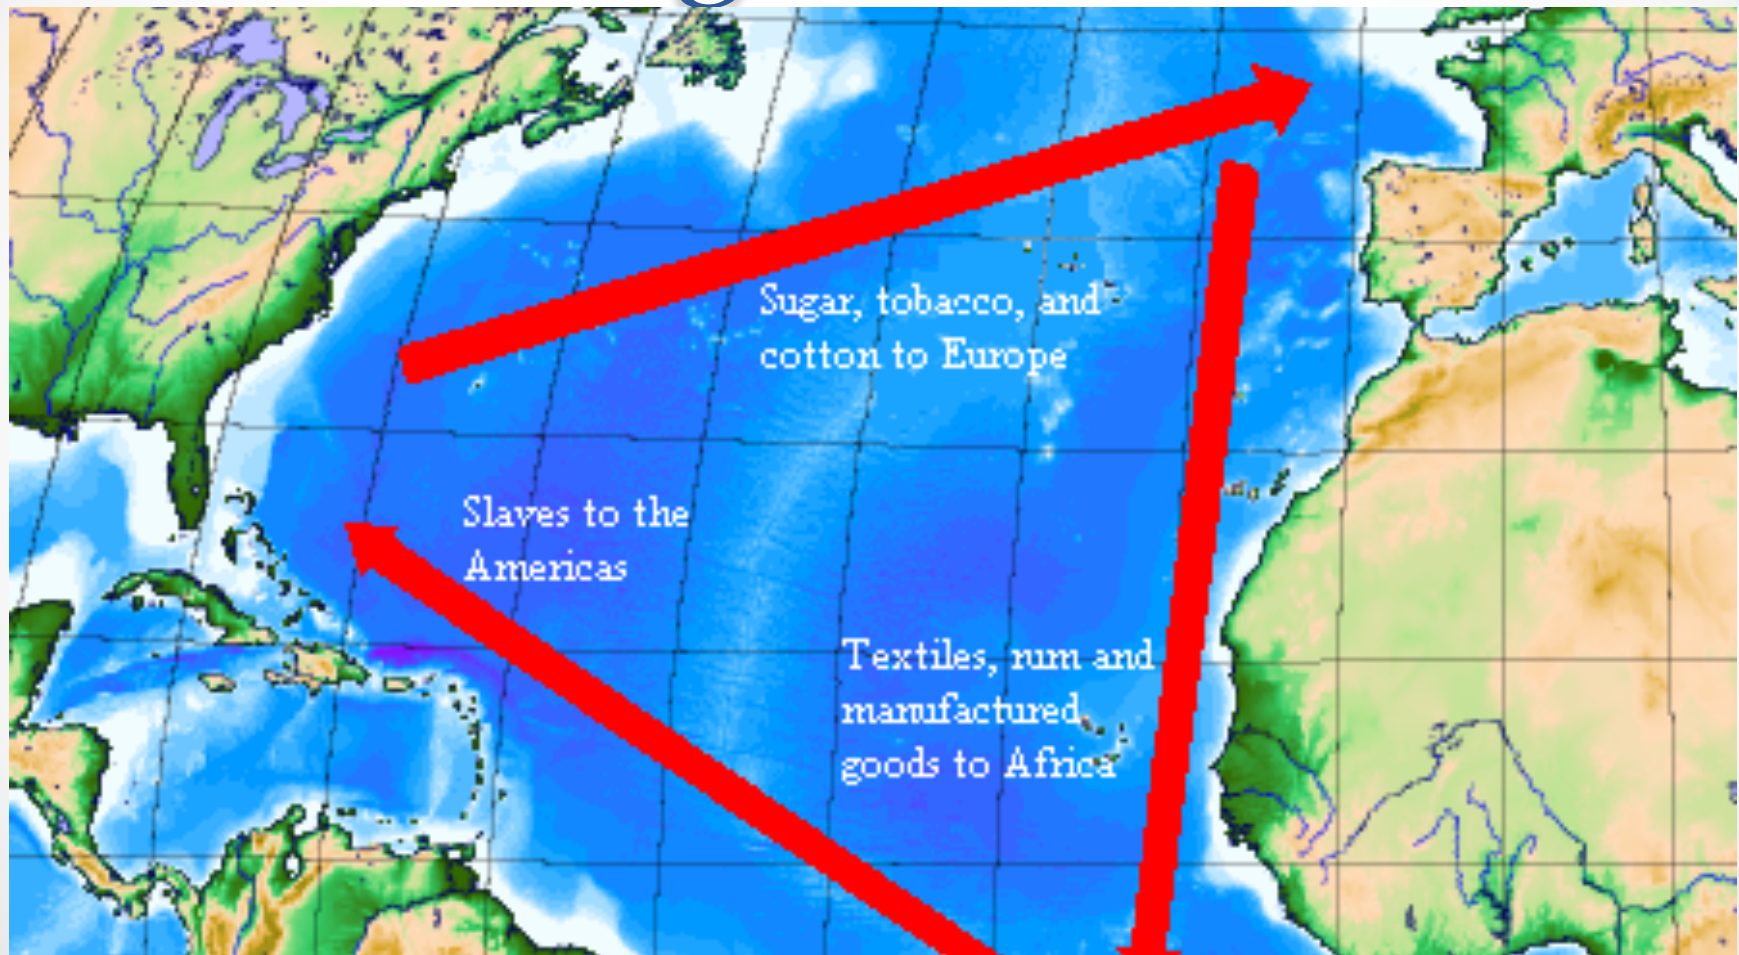 Sugar, tobacco, and
cotton to Europe
Slaves to the
Americas
Textiles, rum and
manufactured
goods to Africa